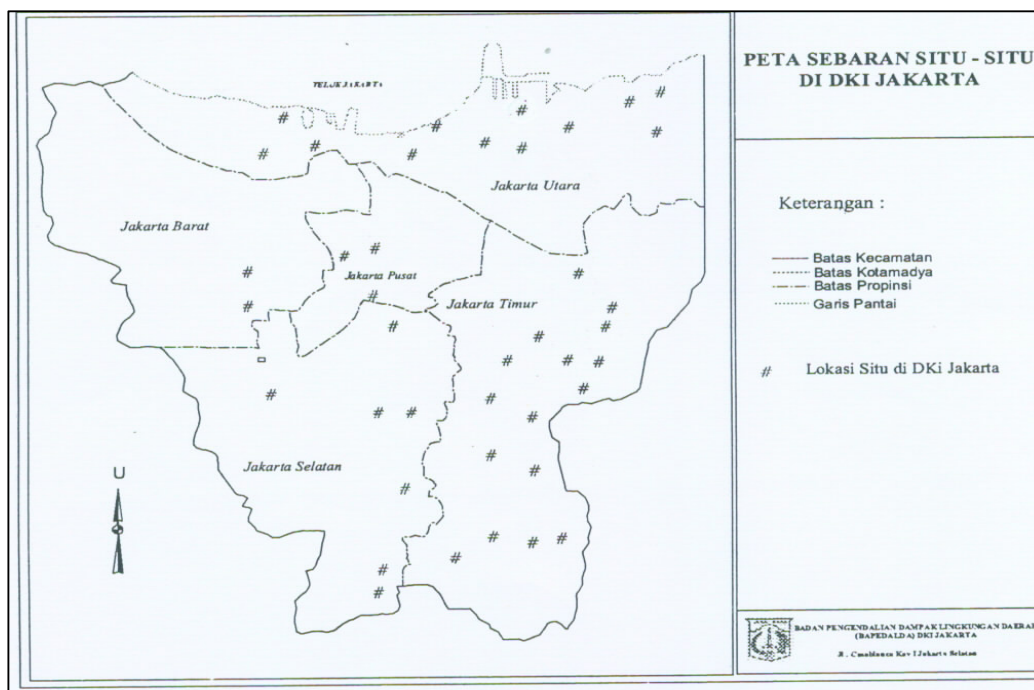 PETA SEBARAN SITU - SITU
DI DKI JAKARTA
TELUK JAKARTA
Jakarta Utara
Jakarta Barat
Jakarta Pusat
Jakarta Timur
Jakarta Selatan
U
Keterangan :
Batas Kecamatan
Batas Kotamadya
Batas Propinsi
Garis Pantai
# Lokasi Situ di DKi Jakarta
BADAN PENGENDALIAN DAMPAK LINGKUNGAN DAERAH
(BAPEDALDA) DKI JAKARTA
Jl . Casablanca Kav 1 Jakarta Selatan